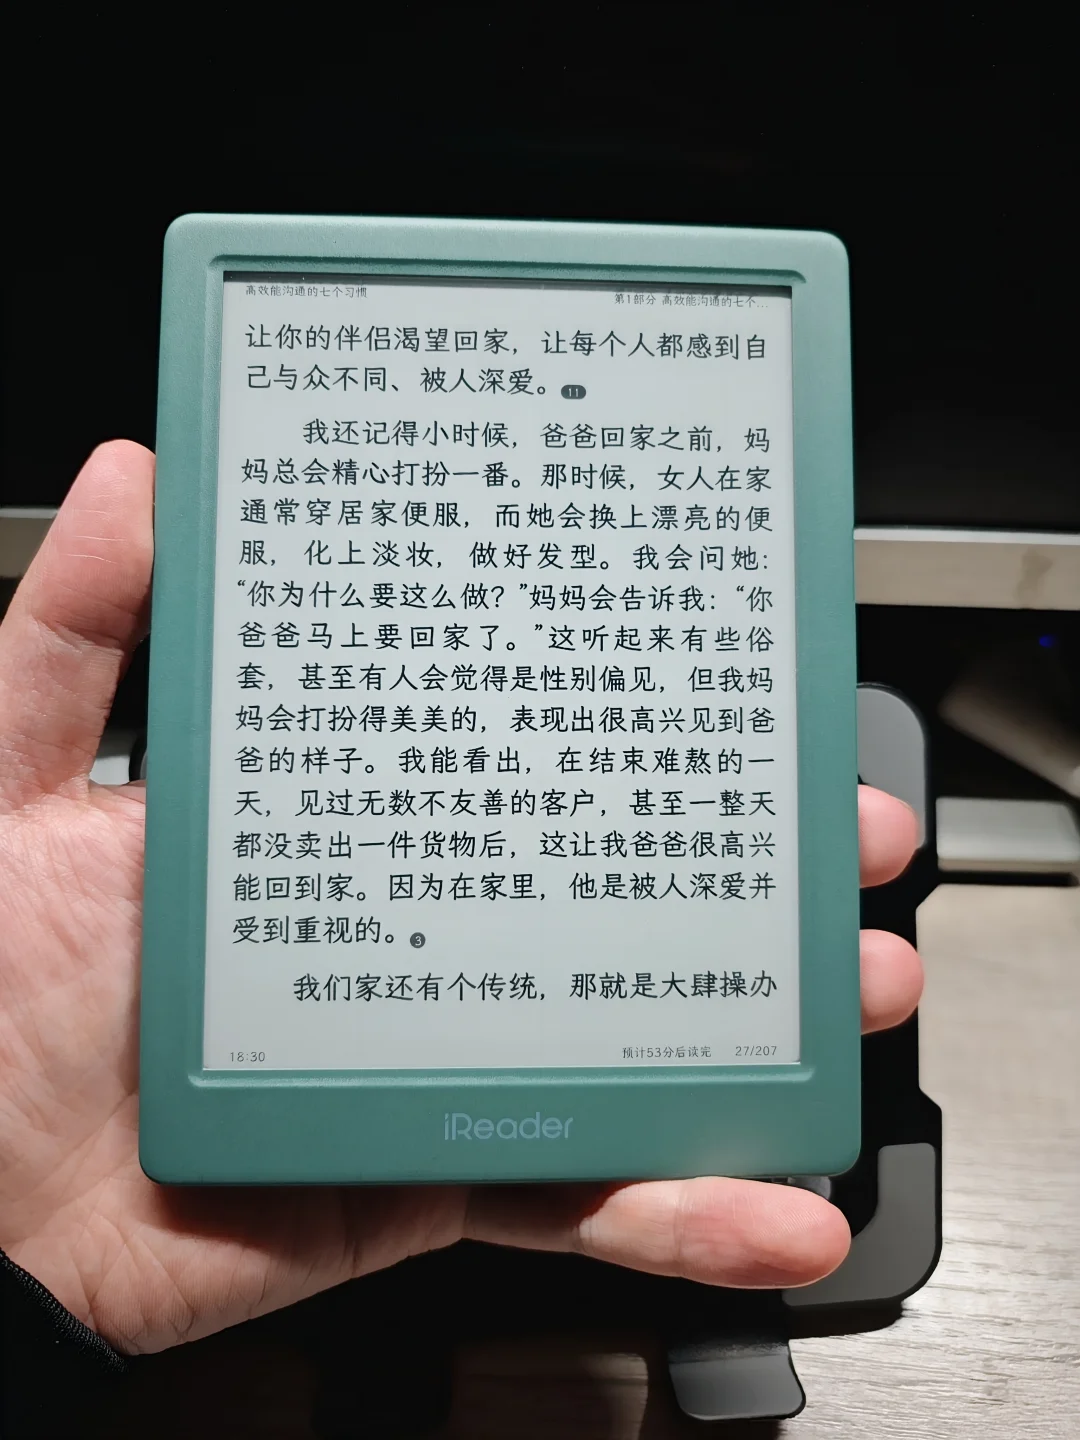 高效能沟通的七个习惯
第1部分 高效能沟通的七个...
让你的伴侣渴望回家，让每个人都感到自
己与众不同、被人深爱。11
我还记得小时候，爸爸回家之前，妈
妈总会精心打扮一番。那时候，女人在家
通常穿居家便服，而她会换上漂亮的便
服，化上淡妆，做好发型。我会问她：
“你为什么要这么做？”妈妈会告诉我：“你
爸爸马上要回家了。”这听起来有些俗
套，甚至有人会觉得是性别偏见，但我妈
妈会打扮得美美的，表现出很高兴见到爸
爸的样子。我能看出，在结束难熬的一
天，见过无数不友善的客户，甚至一整天
都没卖出一件货物后，这让我爸爸很高兴
能回到家。因为在家里，他是被人深爱并
受到重视的。3
我们家还有个传统，那就是大肆操办
18:30
预计53分后读完 27/207
iReader